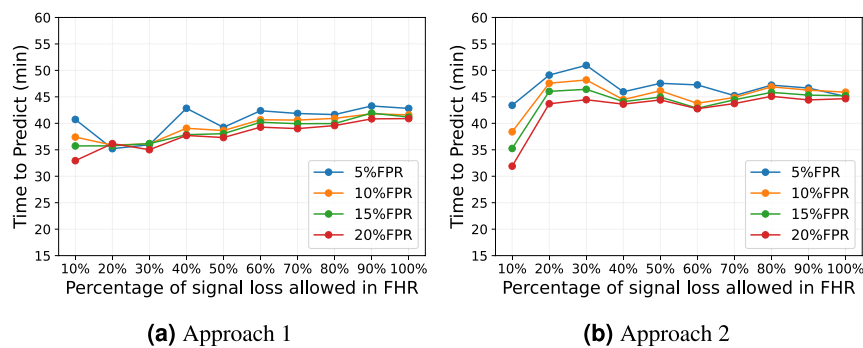 60
55
50
45
40
35
30
25
20
15
Time to Predict (min)
5%FPR
10%FPR
15%FPR
20%FPR
10% 20% 30% 40% 50% 60% 70% 80% 90% 100%
Percentage of signal loss allowed in FHR
(a) Approach 1
60
55
50
45
40
35
30
25
20
15
Time to Predict (min)
5%FPR
10%FPR
15%FPR
20%FPR
10% 20% 30% 40% 50% 60% 70% 80% 90% 100%
Percentage of signal loss allowed in FHR
(b) Approach 2